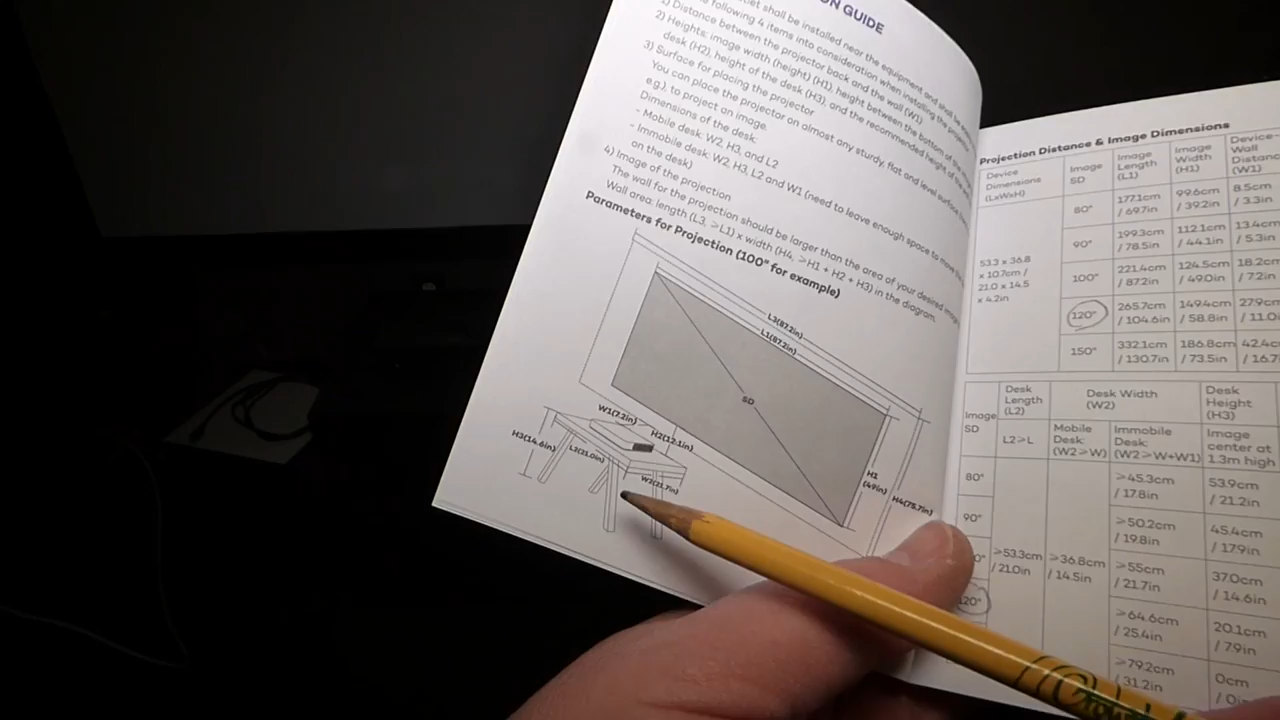 ON GUIDE
let shall be installed near the equipment and shall be
following 4 items into consideration when installing the
1) Distance between the projector back and the wall (W1)
2) Heights: image width (height) (H1), height between the bottom of the
desk (H2), height of the desk (H3), and the recommended height of the
3) Surface for placing the projector
You can place the projector on almost any sturdy, flat and level surface
e.g.), to project an image.
Dimensions of the desk:
- Mobile desk: W2, H3, and L2
- Immobile desk: W2, H3, L2 and W1 (need to leave enough space to move the
on the desk)
4) Image of the projection
The wall for the projection should be larger than the area of your desired image
Wall area: length (L3, ≥L1) x width (H4, ≥H1 + H2 + H3) in the diagram.
Parameters for Projection (100" for example)
L3(87.2in)
L1(87.2in)
SD
W1(7.2in)
H2(12.1in)
H3(14.6in)
L2(21.0in)
W2(21.7in)
H1
(49in)
H4(75.7in)
Projection Distance & Image Dimensions
Device
Dimensions
(LxWxH)
Image
SD
Image
Length
(L1)
Image
Width
(H1)
Device-
Wall
Distance
(W1)
53.3 x 36.8
x 10.7cm /
21.0 x 14.5
x 4.2in
80"
177.1cm
/ 69.7in
99.6cm
/ 39.2in
8.5cm
/ 3.3in
90"
199.3cm
/ 78.5in
112.1cm
/ 44.1in
13.4cm
/ 5.3in
100"
221.4cm
/ 87.2in
124.5cm
/ 49.0in
18.2cm
/ 7.2in
120"
265.7cm
/ 104.6in
149.4cm
/ 58.8in
27.9cm
/ 11.0
150"
332.1cm
/ 130.7in
186.8cm
/ 73.5in
42.4c
/ 16.7
Image
SD
Desk
Length
(L2)
Desk Width
(W2)
Desk
Height
(H3)
L2>L
Mobile
Desk:
(W2>W)
Immobile
Desk:
(W2>W+W1)
Image
center at
1.3m high
80"
≥53.3cm
/ 21.0in
≥36.8cm
/ 14.5in
≥45.3cm
/ 17.8in
53.9cm
/ 21.2in
90"
≥50.2cm
/ 19.8in
45.4cm
/ 17.9in
0"
≥55cm
/ 21.7in
37.0cm
/ 14.6in
120"
≥64.6cm
/ 25.4in
20.1cm
/ 7.9in
≥79.2cm
/ 31.2in
0cm
/ 0in